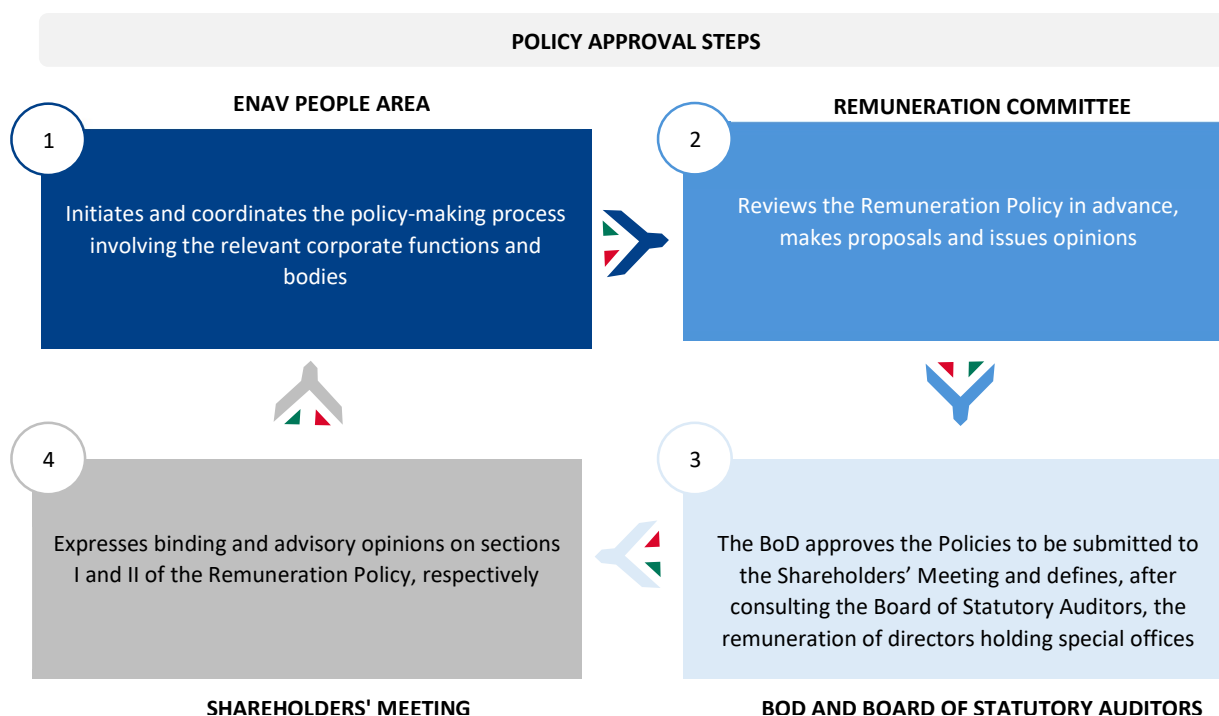 POLICY APPROVAL STEPS
ENAV PEOPLE AREA
1
Initiates and coordinates the policy-making process
involving the relevant corporate functions and
bodies
REMUNERATION COMMITTEE
2
Reviews the Remuneration Policy in advance,
makes proposals and issues opinions
3
The BoD approves the Policies to be submitted to
the Shareholders’ Meeting and defines, after
consulting the Board of Statutory Auditors, the
remuneration of directors holding special offices
BOD AND BOARD OF STATUTORY AUDITORS
4
Expresses binding and advisory opinions on sections
I and II of the Remuneration Policy, respectively
SHAREHOLDERS' MEETING